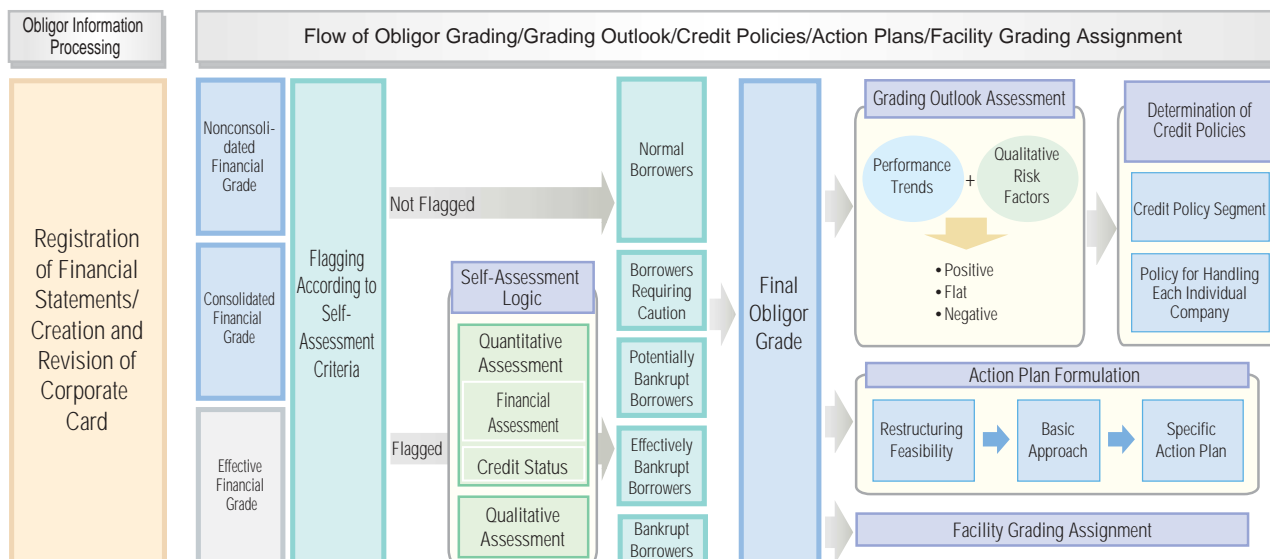 Obligor Information
Processing
Flow of Obligor Grading/Grading Outlook/Credit Policies/Action Plans/Facility Grading Assignment
Registration
of Financial
Statements/
Creation and
Revision of
Corporate
Card
Nonconsoli-
dated
Financial
Grade
Consolidated
Financial
Grade
Effective
Financial
Grade
Flagging
According to
Self-
Assessment
Criteria
Not Flagged
Flagged
Self-Assessment
Logic
Quantitative
Assessment
Financial
Assessment
Credit Status
Qualitative
Assessment
Normal
Borrowers
Borrowers
Requiring
Caution
Potentially
Bankrupt
Borrowers
Effectively
Bankrupt
Borrowers
Bankrupt
Borrowers
Final
Obligor
Grade
Grading Outlook Assessment
Performance
Trends
+
Qualitative
Risk
Factors
• Positive
• Flat
• Negative
Determination of
Credit Policies
Credit Policy Segment
Policy for Handling
Each Individual
Company
Action Plan Formulation
Restructuring
Feasibility
Basic
Approach
Specific
Action Plan
Facility Grading Assignment